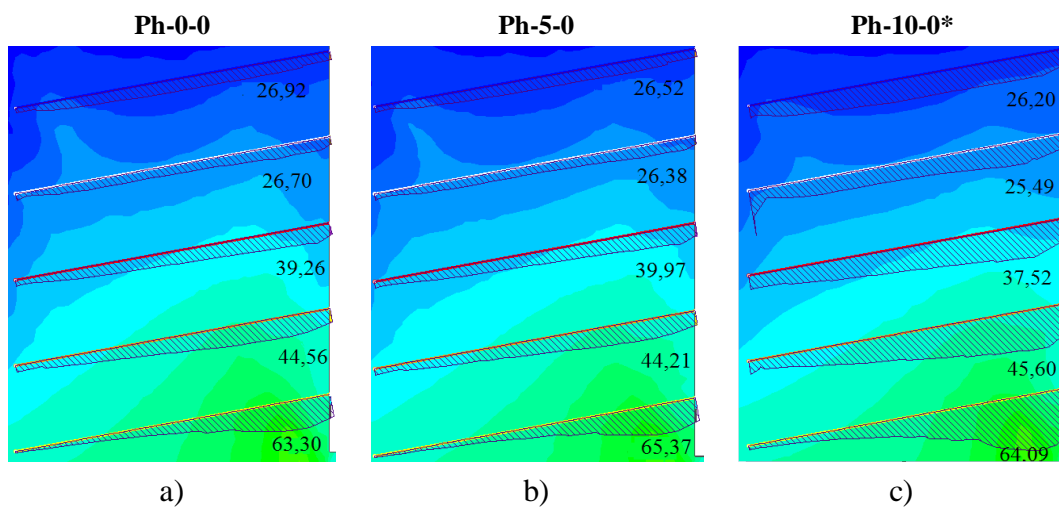 Ph-0-0
Ph-5-0
Ph-10-0*
26,92
26,70
39,26
44,56
63,30
26,52
26,38
39,97
44,21
65,37
26,20
25,49
37,52
45,60
64.09
a)
b)
c)